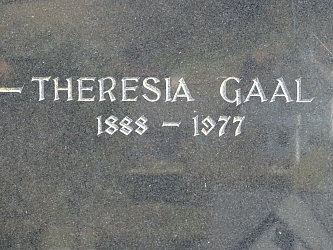 – THERESIA GAAL
1888 – 1977